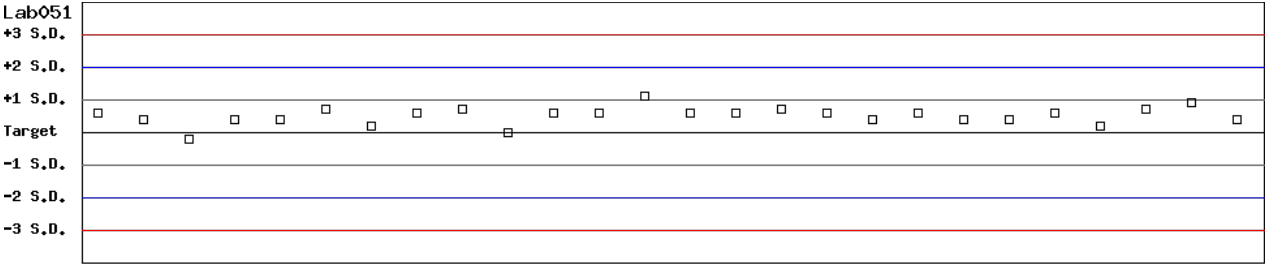 Lab051
+3 S.D.
+2 S.D.
+1 S.D.
Target
-1 S.D.
-2 S.D.
-3 S.D.